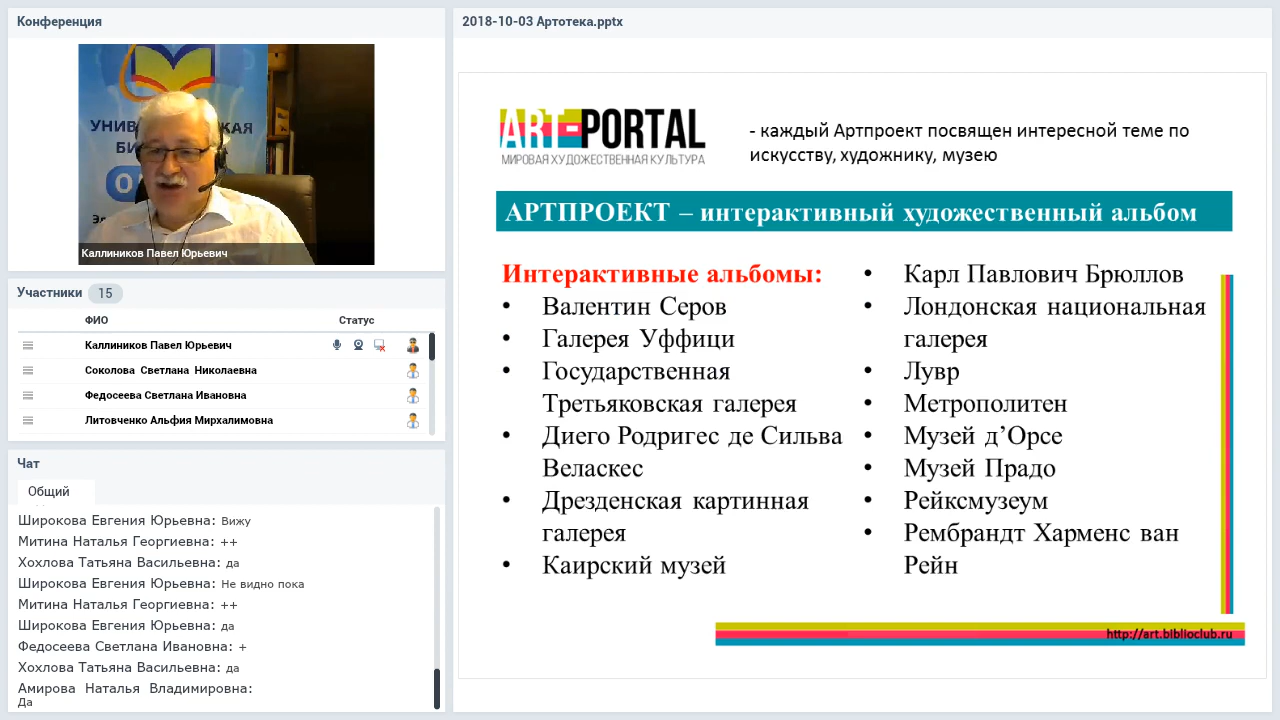 Конференция
УНИВ
СКАЯ
БИ
О
Эл
Каллиников Павел Юрьевич
Участники 15
ФИО Статус
Каллиников Павел Юрьевич
Соколова Светлана Николаевна
Федосеева Светлана Ивановна
Литовченко Альфия Мирхалимовна
Чат
Общий
Широкова Евгения Юрьевна: Вижу
Митина Наталья Георгиевна: ++
Хохлова Татьяна Васильевна: да
Широкова Евгения Юрьевна: Не видно пока
Митина Наталья Георгиевна: ++
Широкова Евгения Юрьевна: да
Федосеева Светлана Ивановна: +
Хохлова Татьяна Васильевна: да
Амирова Наталья Владимировна:
Да
2018-10-03 Артотека.pptx
ART-PORTAL
МИРОВАЯ ХУДОЖЕСТВЕННАЯ КУЛЬТУРА
- каждый Артпроект посвящен интересной теме по
искусству, художнику, музею
АРТПРОЕКТ – интерактивный художественный альбом
Интерактивные альбомы:
• Валентин Серов
• Галерея Уффици
• Государственная
Третьяковская галерея
• Диего Родригес де Сильва
Веласкес
• Дрезденская картинная
галерея
• Каирский музей
• Карл Павлович Брюллов
• Лондонская национальная
галерея
• Лувр
• Метрополитен
• Музей д’Орсе
• Музей Прадо
• Рейксмузеум
• Рембрандт Харменс ван
Рейн
http://art.biblioclub.ru